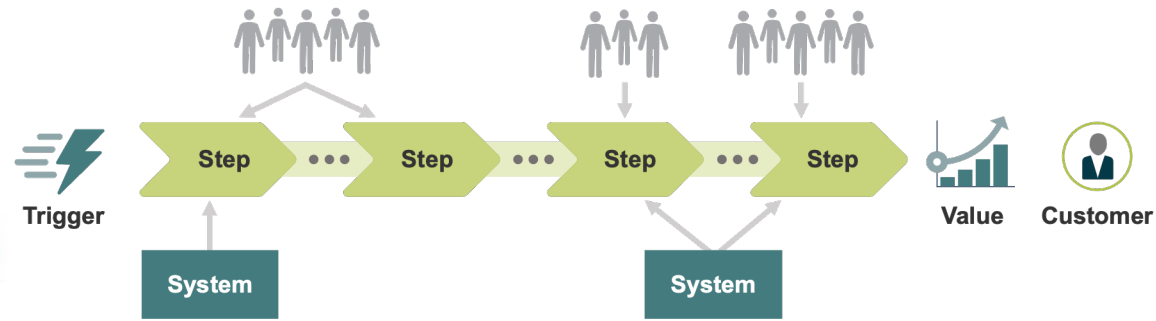 Step
Step
Step
Step
Trigger
Value
Customer
System
System